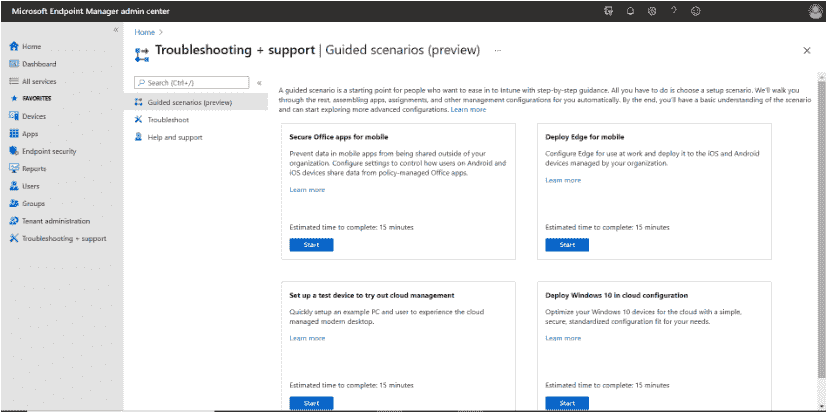 Microsoft Endpoint Manager admin center
«
Home
Dashboard
All services
FAVORITES
Devices
Apps
Endpoint security
Reports
Users
Groups
Tenant administration
Troubleshooting + support
Home >
Troubleshooting + support | Guided scenarios (preview) ...
Search (Ctrl+/)
«
Guided scenarios (preview)
Troubleshoot
Help and support
A guided scenario is a starting point for people who want to ease in to Intune with step-by-step guidance. All you have to do is choose a setup scenario. We'll walk you
through the rest, assembling apps, assignments, and other management configurations for you automatically. By the end, you'll have a basic understanding of the scenario
and can start exploring more advanced configurations. Learn more
Secure Office apps for mobile
Prevent data in mobile apps from being shared outside of your
organization. Configure settings to control how users on Android and
iOS devices share data from policy-managed Office apps.
Learn more
Estimated time to complete: 15 minutes
Start
Deploy Edge for mobile
Configure Edge for use at work and deploy it to the iOS and Android
devices managed by your organization.
Learn more
Estimated time to complete: 15 minutes
Start
Set up a test device to try out cloud management
Quickly setup an example PC and user to experience the cloud
managed modern desktop.
Learn more
Estimated time to complete: 15 minutes
Start
Deploy Windows 10 in cloud configuration
Optimize your Windows 10 devices for the cloud with a simple,
secure, standardized configuration fit for your needs.
Learn more
Estimated time to complete: 15 minutes
Start